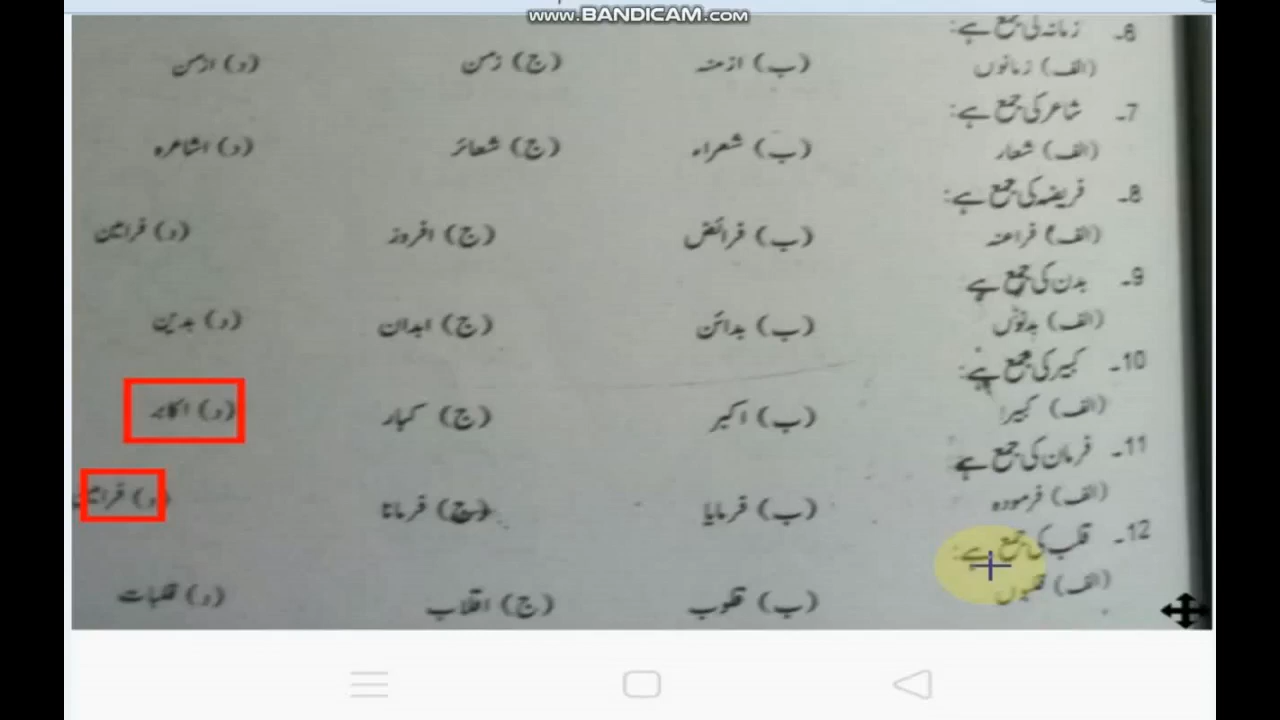 www.BANDICAM.com
6۔ زمانہ کی جمع ہے:
(الف) زمانوں (ب) ازمنہ (ج) زمن (د) ازمن
7۔ شاعر کی جمع ہے:
(الف) شعار (ب) شعراء (ج) شعائر (د) اشاعرہ
8۔ فریضہ کی جمع ہے:
(الف) فراعنہ (ب) فرائض (ج) افروز (د) فرامین
9۔ بدن کی جمع ہے
(الف) بدنوں (ب) بدائن (ج) ابدان (د) بدین
10۔ کبیر کی جمع ہے:
(الف) کبیرا (ب) اکبر (ج) کبار (د) اکابر
11۔ فرمان کی جمع ہے
(الف) فرمودہ (ب) فرمایا (ج) فرمانا (د) فرامین
12۔ قلب کی جمع ہے:
(الف) قلبوں (ب) قلوب (ج) اقلاب (د) قلبات